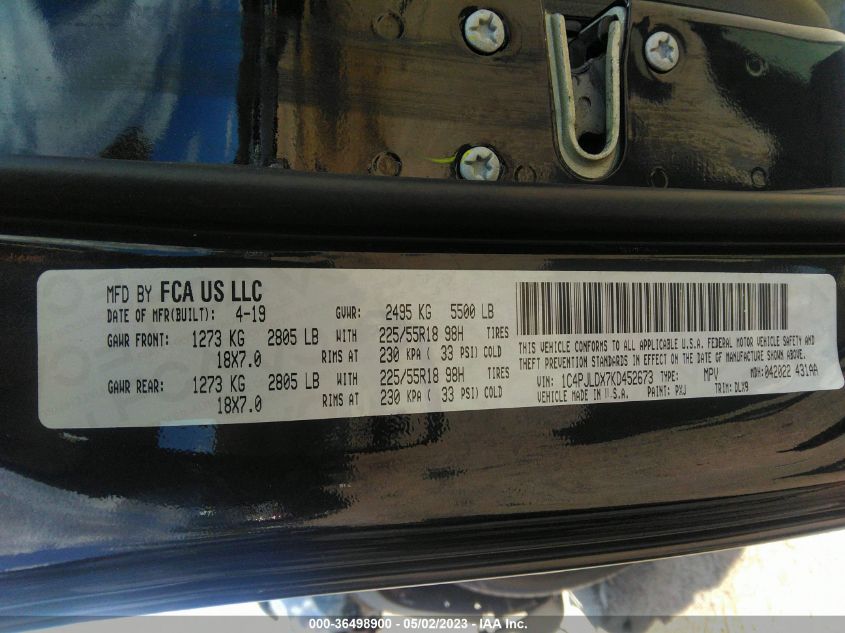 MFD BY FCA US LLC
DATE OF MFR(BUILT): 4-19 GVWR: 2495 KG 5500 LB
GAWR FRONT: 1273 KG 2805 LB WITH 225/55R18 98H TIRES
18X7.0 RIMS AT 230 KPA ( 33 PSI) COLD
GAWR REAR: 1273 KG 2805 LB WITH 225/55R18 98H TIRES
18X7.0 RIMS AT 230 KPA ( 33 PSI) COLD
THIS VEHICLE CONFORMS TO ALL APPLICABLE U.S.A. FEDERAL MOTOR VEHICLE SAFETY AND
THEFT PREVENTION STANDARDS IN EFFECT ON THE DATE OF MANUFACTURE SHOWN ABOVE.
VIN: 1C4PJLDX7KD452673 TYPE: MPV MDH: 042022 4319A
VEHICLE MADE IN U.S.A. PAINT: PXJ TRIM: DLX9
000-36498900 - 05/02/2023 - IAA Inc.